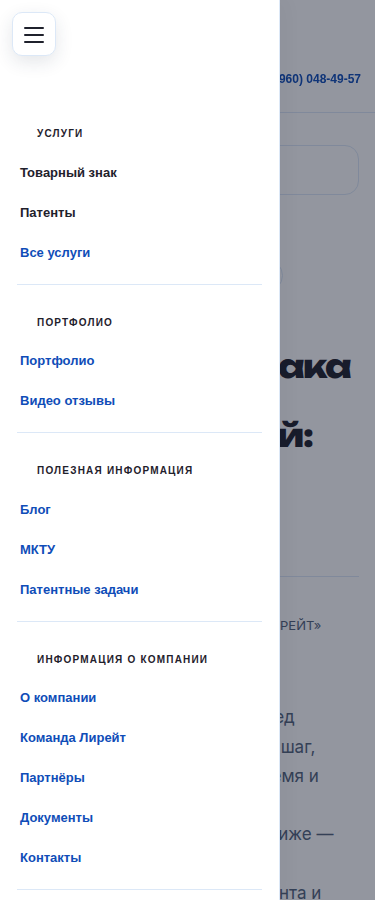 960) 048-49-57
УСЛУГИ
Товарный знак
Патенты
Все услуги
ПОРТФОЛИО
Портфолио
Видео отзывы
ПОЛЕЗНАЯ ИНФОРМАЦИЯ
Блог
МКТУ
Патентные задачи
ИНФОРМАЦИЯ О КОМПАНИИ
О компании
Команда Лирейт
Партнёры
Документы
Контакты
ака
й:
РЕЙТ»
ед
шаг,
емя и
иже —
нта и